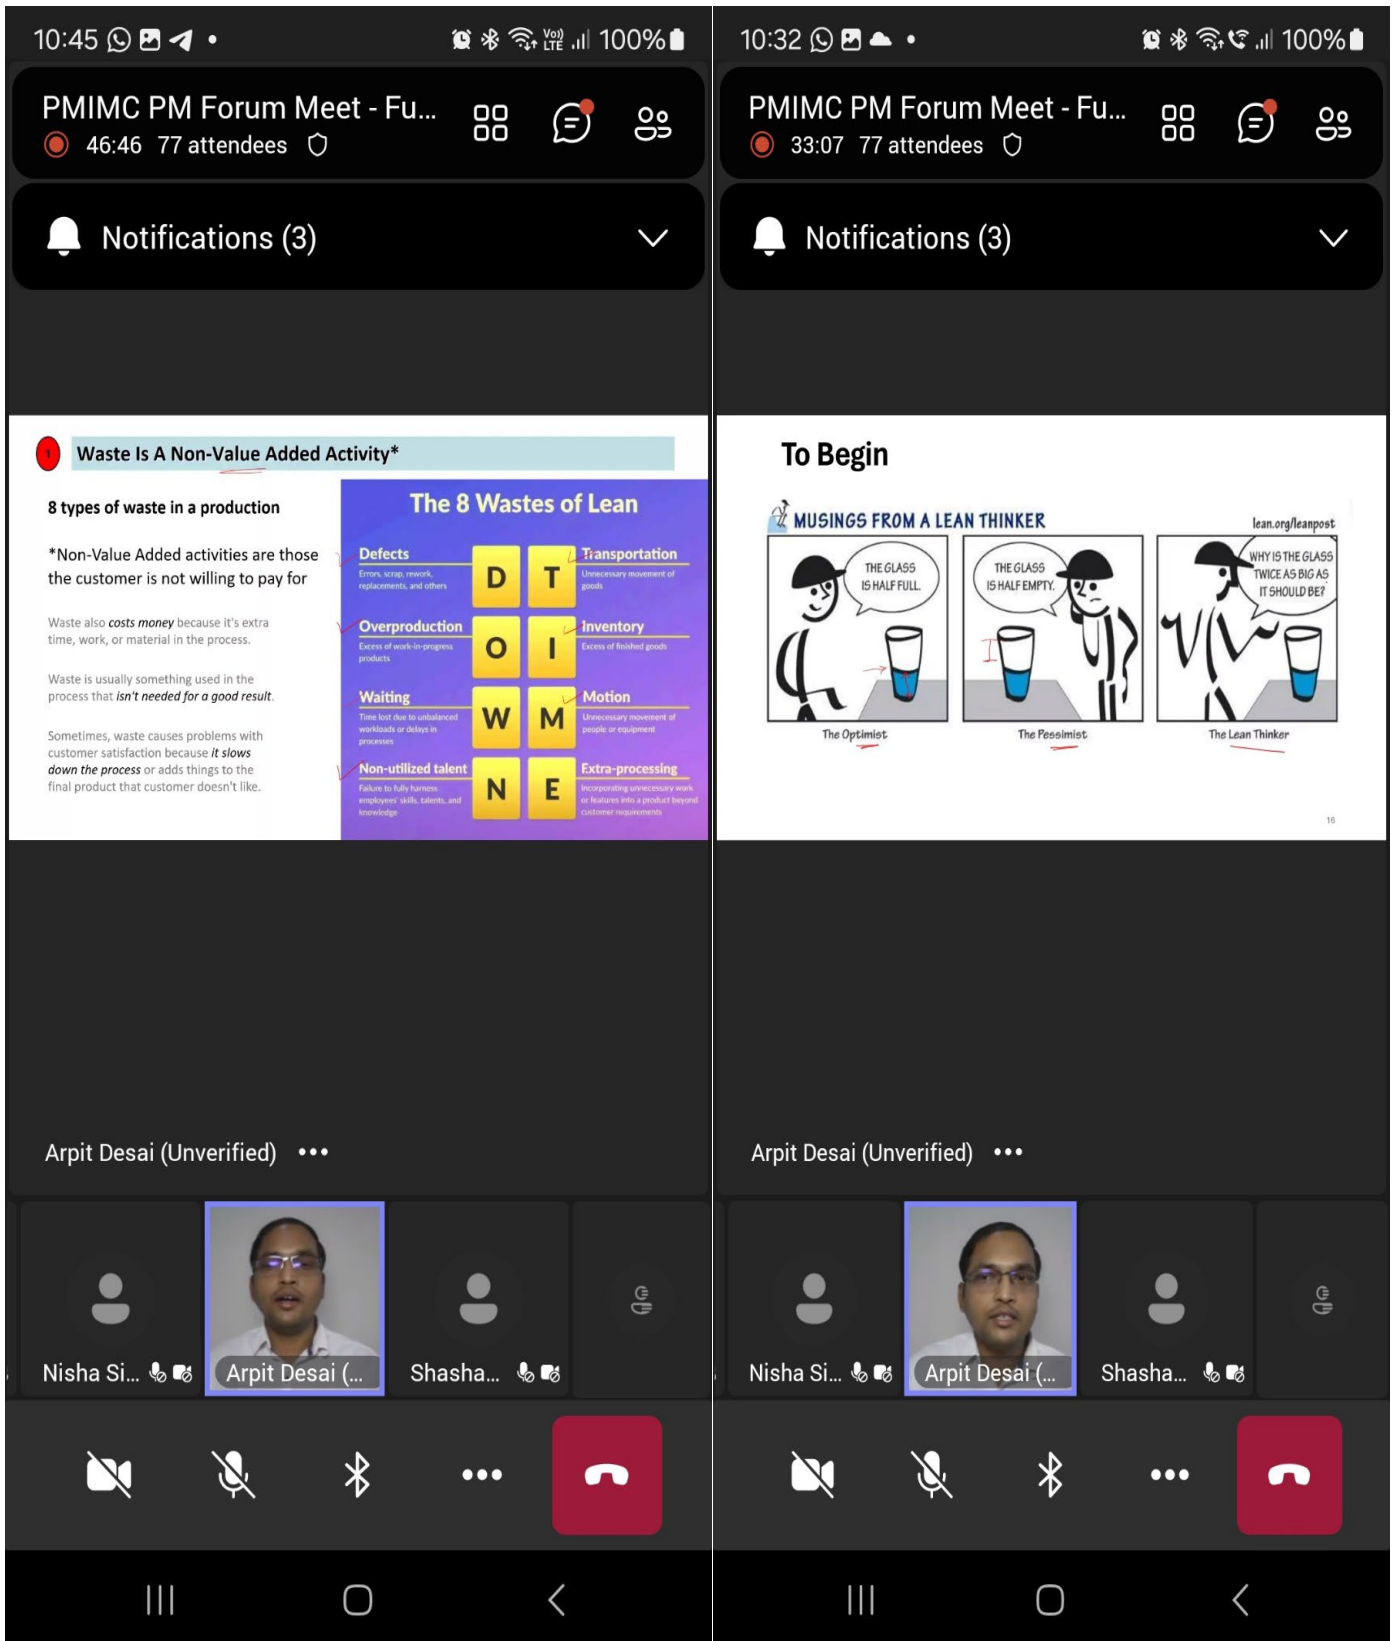 10:45
VoI) LTE
100%
PMIMC PM Forum Meet - Fu...
46:46 77 attendees
Notifications (3)
1
Waste Is A Non-Value Added Activity*
8 types of waste in a production
*Non-Value Added activities are those
the customer is not willing to pay for
Waste also costs money because it's extra
time, work, or material in the process.
Waste is usually something used in the
process that isn't needed for a good result.
Sometimes, waste causes problems with
customer satisfaction because it slows
down the process or adds things to the
final product that customer doesn't like.
The 8 Wastes of Lean
Defects
Errors, scrap, rework,
replacements, and others
D
T
Transportation
Unnecessary movement of
goods
Overproduction
Excess of work-in-progress
products
O
I
Inventory
Excess of finished goods
Waiting
Time lost due to unbalanced
workloads or delays in
processes
W
M
Motion
Unnecessary movement of
people or equipment
Non-utilized talent
Failure to fully harness
employees' skills, talents, and
knowledge
N
E
Extra-processing
Incorporating unnecessary work
or features into a product beyond
customer requirements
Arpit Desai (Unverified)
Nisha Si...
Arpit Desai (...
Shasha...
10:32
100%
PMIMC PM Forum Meet - Fu...
33:07 77 attendees
Notifications (3)
To Begin
MUSINGS FROM A LEAN THINKER
lean.org/leanpost
THE GLASS
IS HALF FULL.
THE GLASS
IS HALF EMPTY.
WHY IS THE GLASS
TWICE AS BIG AS
IT SHOULD BE?
The Optimist
The Pessimist
The Lean Thinker
16
Arpit Desai (Unverified)
Nisha Si...
Arpit Desai (...
Shasha...